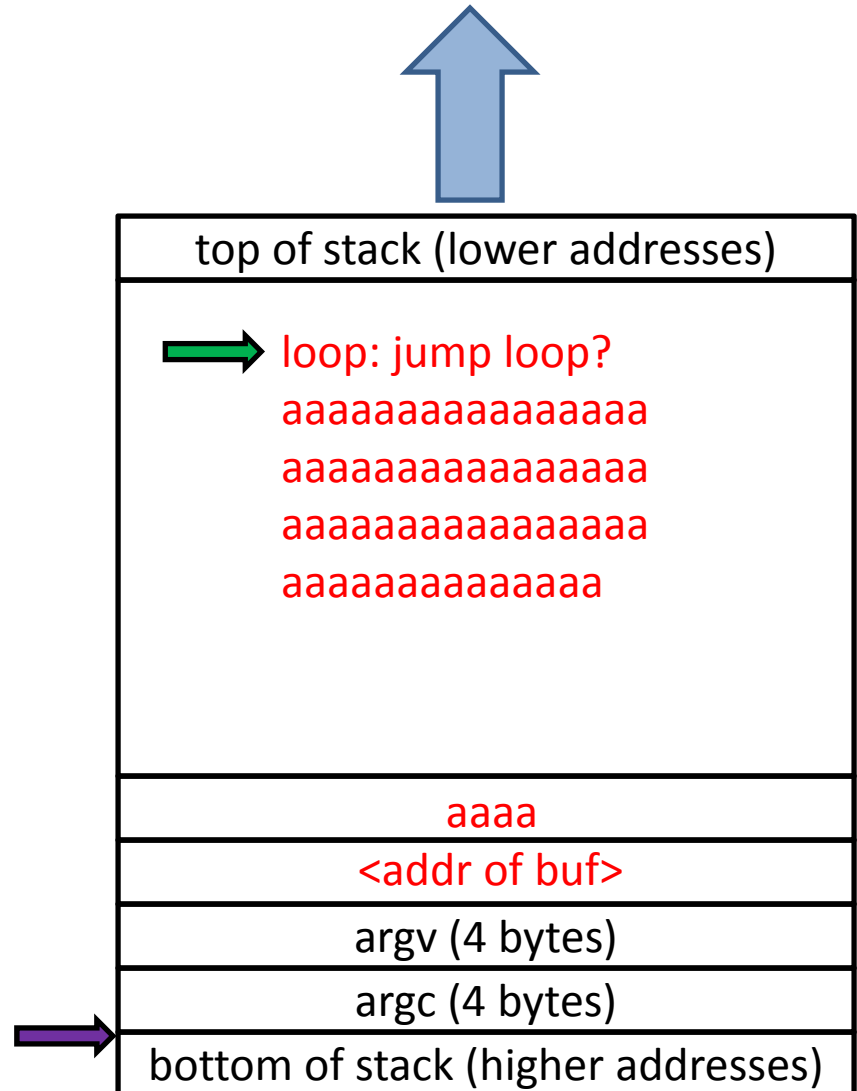 top of stack (lower addresses)
loop: jump loop?
aaaaaaaaaaaaaaaa
aaaaaaaaaaaaaaaa
aaaaaaaaaaaaaaaa
aaaaaaaaaaaaaa
aaaa
<addr of buf>
argv (4 bytes)
argc (4 bytes)
bottom of stack (higher addresses)